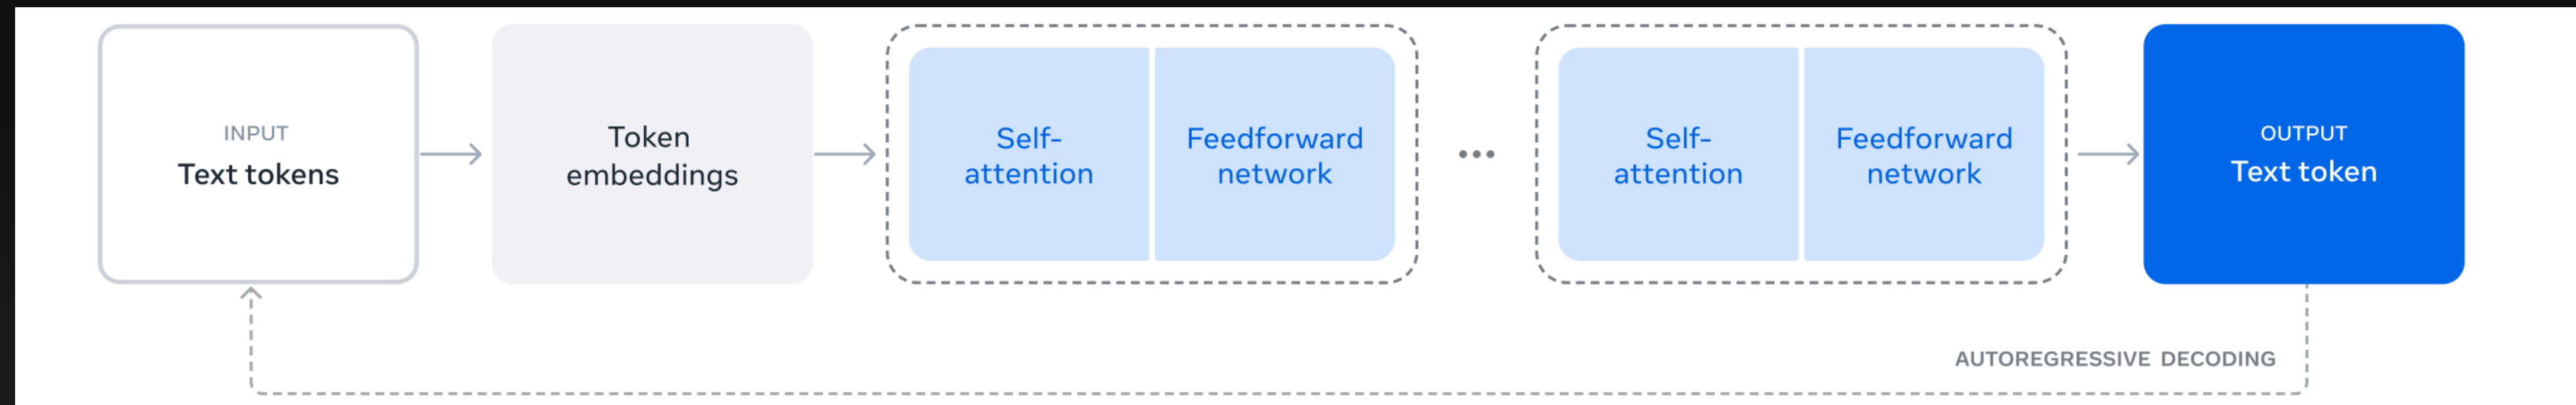 INPUT
Text tokens
Token
embeddings
Self-
attention
Feedforward
network
Self-
attention
Feedforward
network
OUTPUT
Text token
AUTOREGRESSIVE DECODING